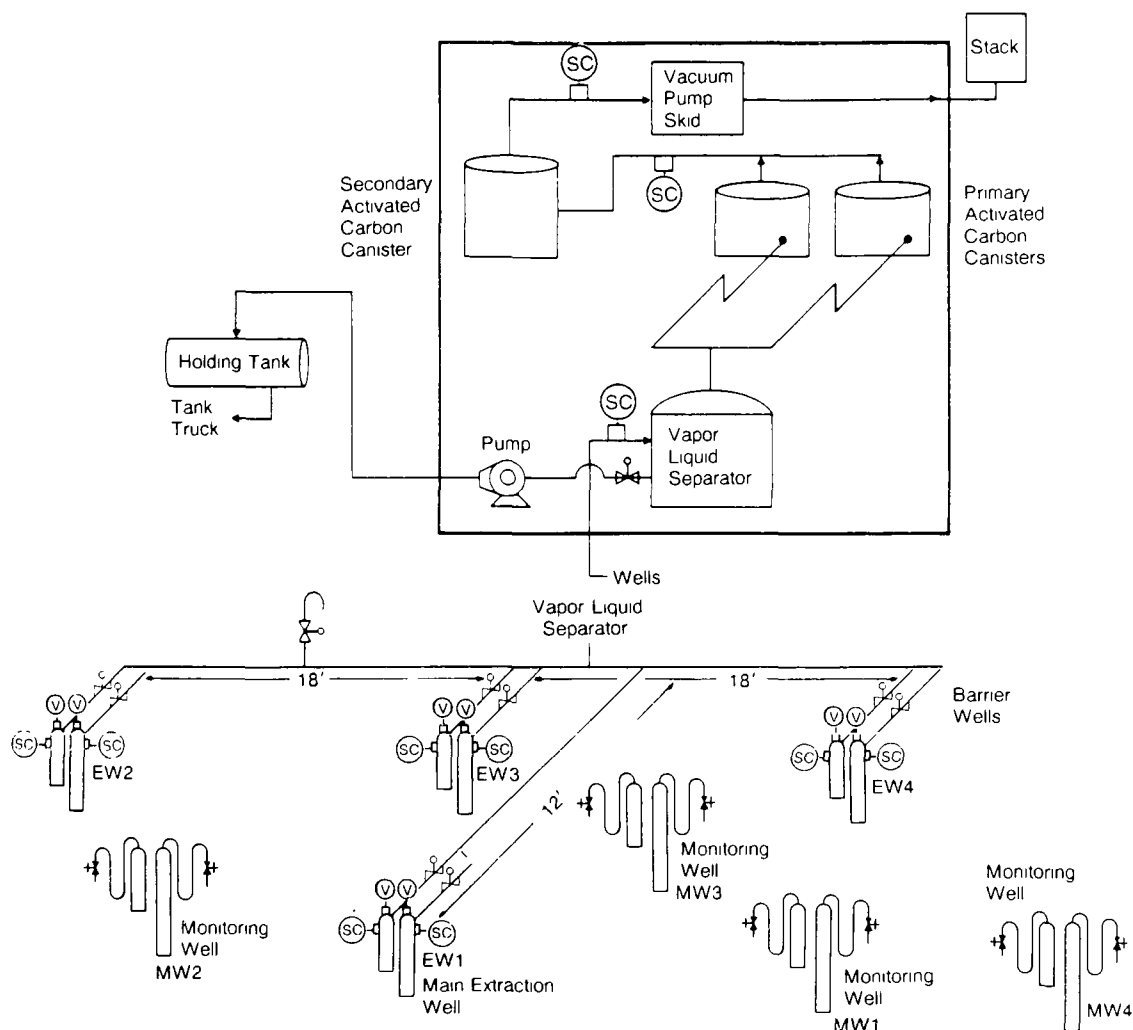 Stack
SC
Vacuum
Pump
Skid
Secondary
Activated
Carbon
Canister
SC
Primary
Activated
Carbon
Canisters
Holding Tank
Tank
Truck
SC
Pump
Vapor
Liquid
Separator
Wells
Vapor Liquid
Separator
18'
18'
Barrier
Wells
V V
SC SC
EW2
V V
SC SC
EW3
V V
SC SC
EW4
12'
Monitoring
Well
MW3
Monitoring
Well
MW2
V V
SC SC
EW1
Main Extraction
Well
Monitoring
Well
MW1
Monitoring
Well
MW4